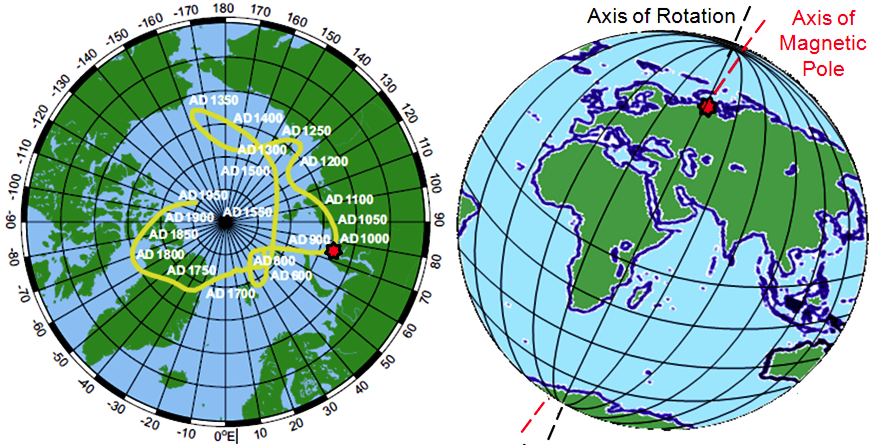 180
170
160
150
140
130
120
110
100
90
80
70
60
50
40
30
20
10
0°E
-10
-20
-30
-40
-50
-60
-70
-80
-90
-100
-110
-120
-130
-140
-150
-160
-170
AD 1350
AD 1400
AD 1250
AD 1300
AD 1200
AD 1500
AD 1950
AD 1100
AD 1900
AD 1550
AD 1050
AD 1850
AD 900
AD 1000
AD 1800
AD 800
AD 1750
AD 600
AD 1700
Axis of Rotation
Axis of
Magnetic
Pole